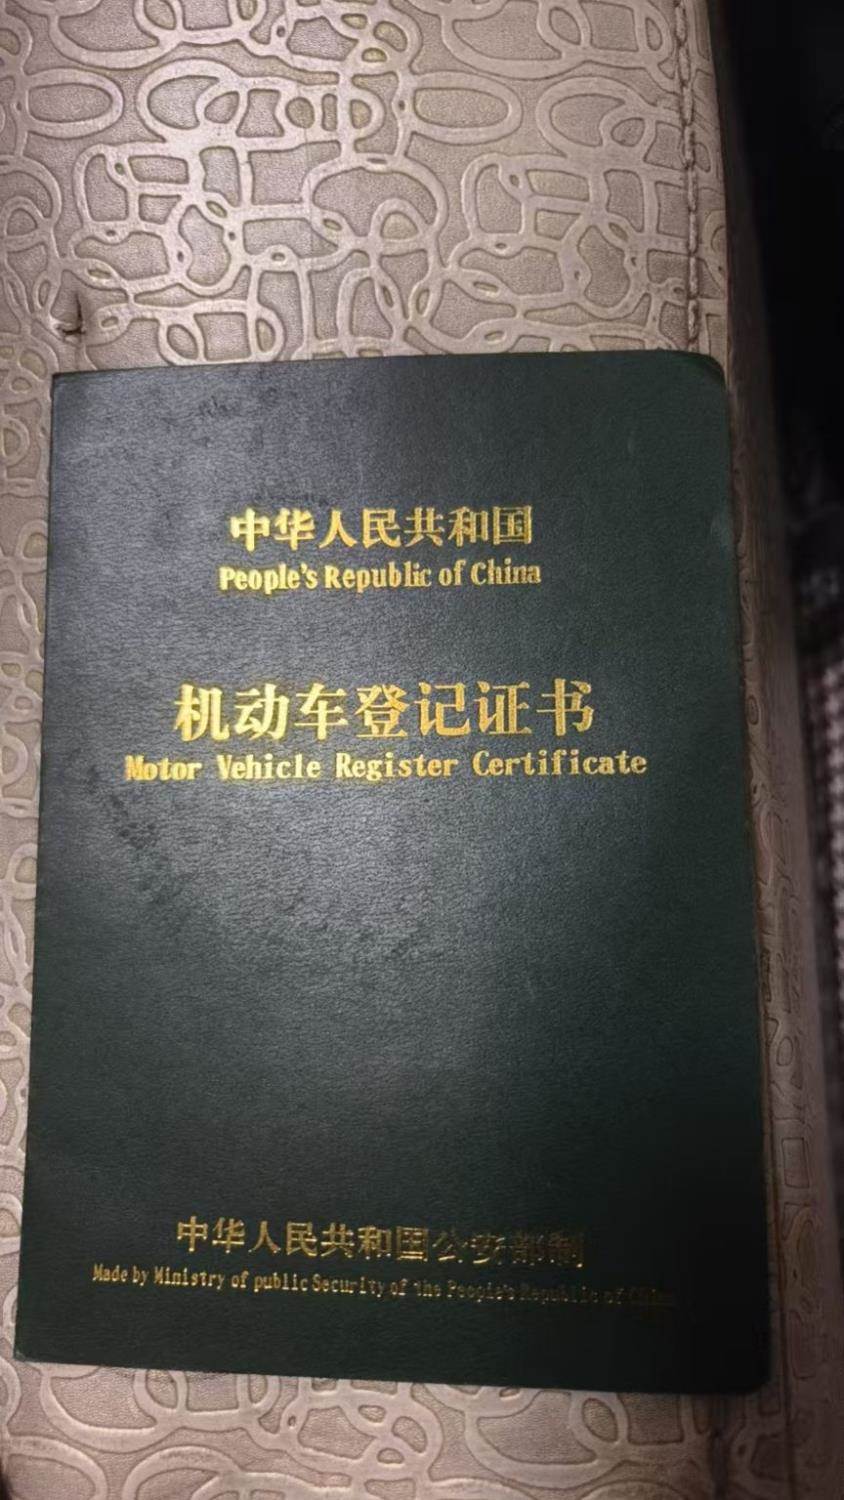 中华人民共和国
People's Republic of China
机动车登记证书
Motor Vehicle Register Certificate
中华人民共和国公安部制
Made by Ministry of public Security of the People's Republic of China